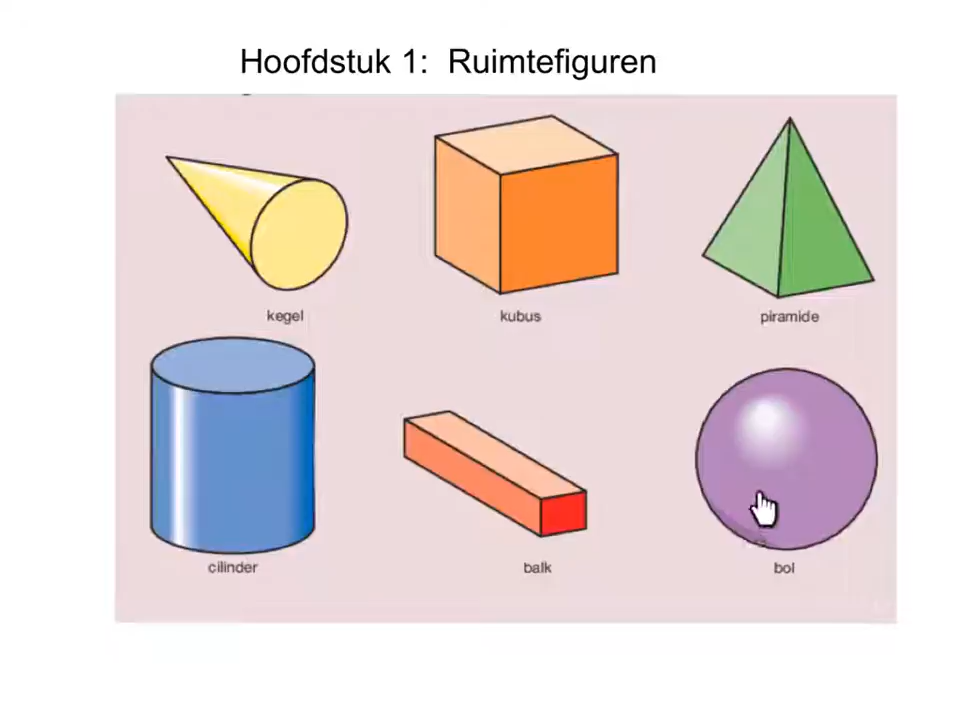 Hoofdstuk 1: Ruimtefiguren
kegel
kubus
piramide
cilinder
balk
bol